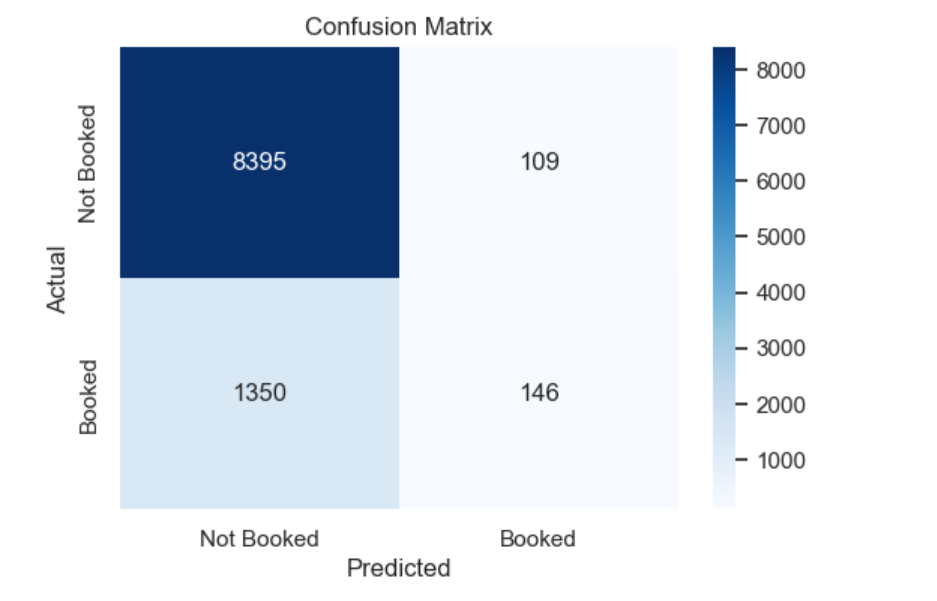 Confusion Matrix
Actual
Not Booked
Booked
8395
109
1350
146
Not Booked
Booked
Predicted
8000
7000
6000
5000
4000
3000
2000
1000